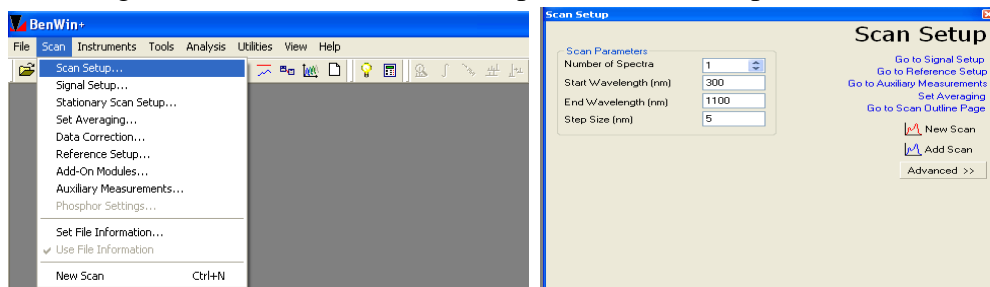 BenWin+
File Scan Instruments Tools Analysis Utilities View Help
Scan Setup...
Signal Setup...
Stationary Scan Setup...
Set Averaging...
Data Correction...
Reference Setup...
Add-On Modules...
Auxiliary Measurements...
Phosphor Settings...
Set File Information...
Use File Information
New Scan Ctrl+N
Scan Setup
Scan Setup
Scan Parameters
Number of Spectra 1
Start Wavelength (nm) 300
End Wavelength (nm) 1100
Step Size (nm) 5
Go to Signal Setup
Go to Reference Setup
Go to Auxiliary Measurements
Set Averaging
Go to Scan Outline Page
New Scan
Add Scan
Advanced >>